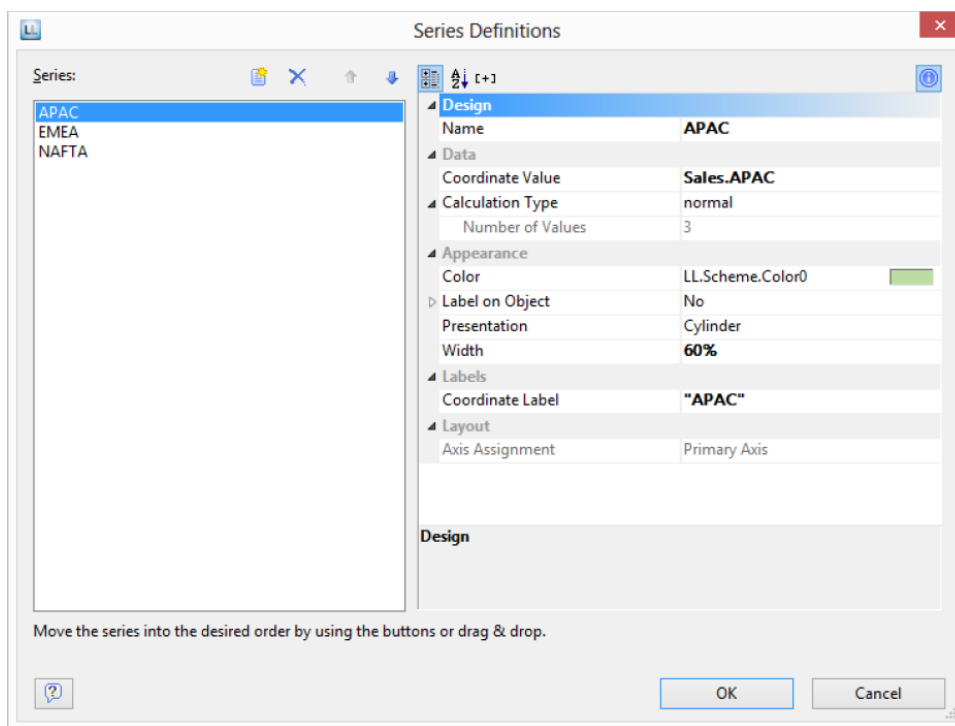 LL
Series Definitions
Series:
APAC
EMEA
NAFTA
A Z [+]
Design
Name APAC
Data
Coordinate Value Sales.APAC
Calculation Type normal
Number of Values 3
Appearance
Color LL.Scheme.Color0
Label on Object No
Presentation Cylinder
Width 60%
Labels
Coordinate Label "APAC"
Layout
Axis Assignment Primary Axis
Design
Move the series into the desired order by using the buttons or drag & drop.
OK Cancel